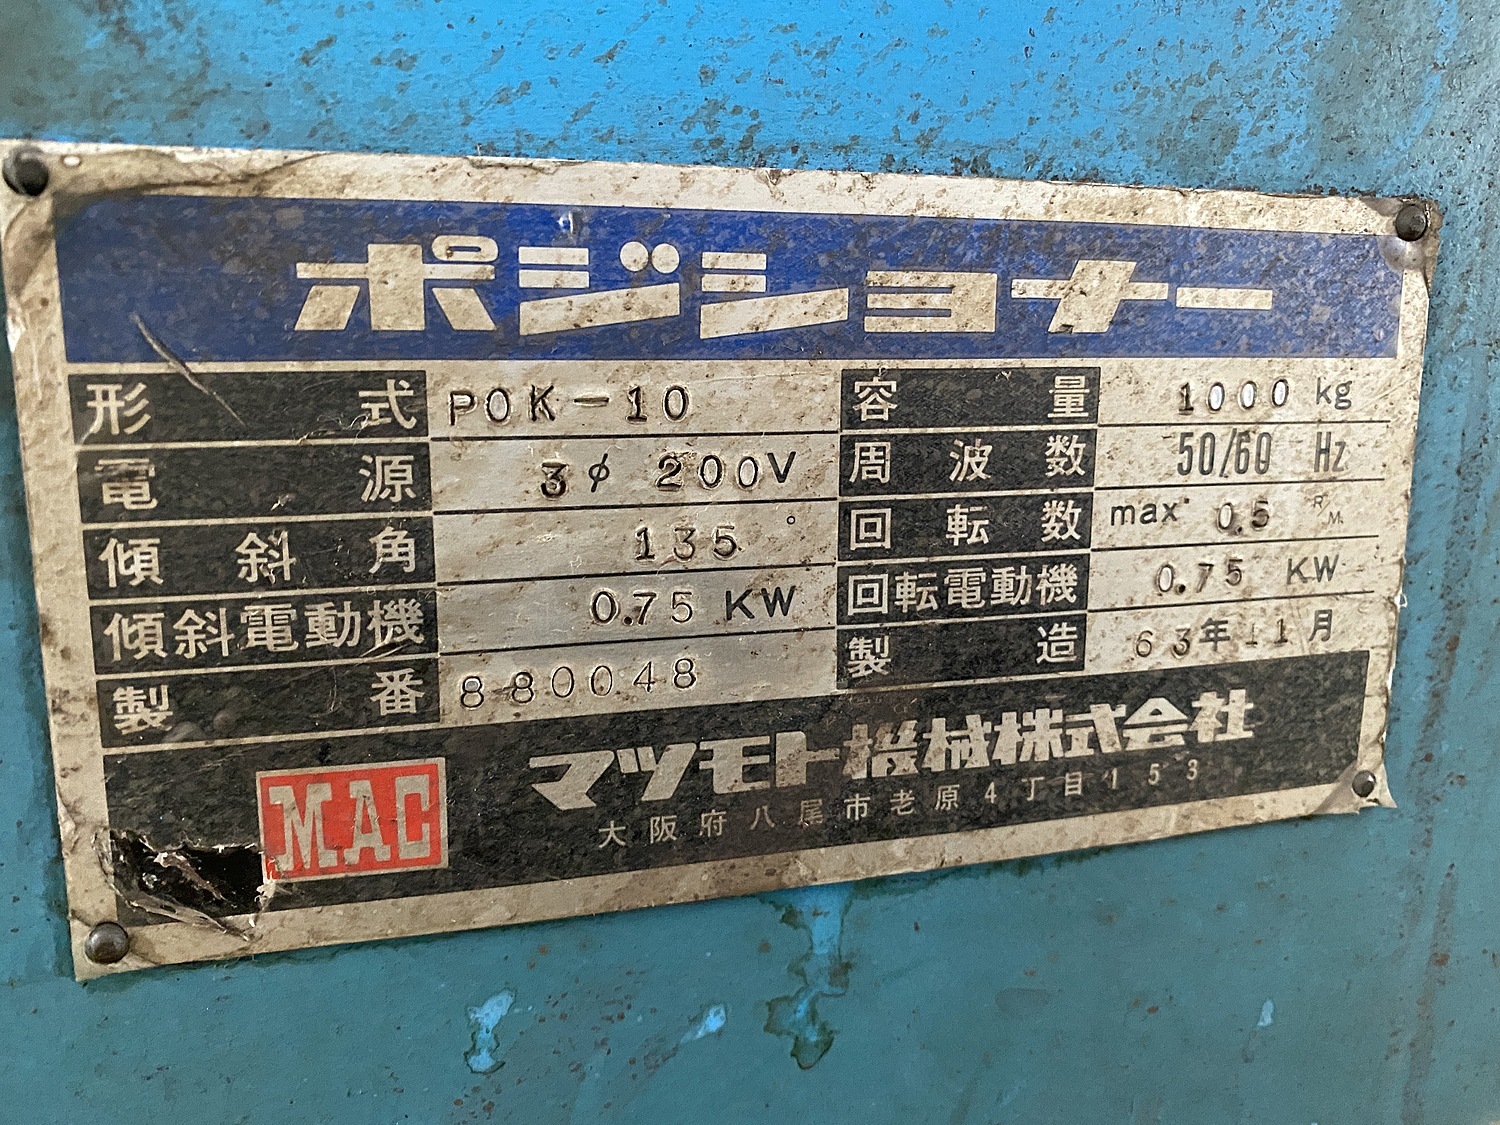 ポジショナー
形式 POK-10 容量 1000 kg
電源 3φ 200V 周波数 50/60 Hz
傾斜角 135° 回転数 max 0.5 RM
傾斜電動機 0.75 KW 回転電動機 0.75 KW
製番 880048 製造 63年11月
MAC マツモト機械株式会社
大阪府八尾市老原4丁目153